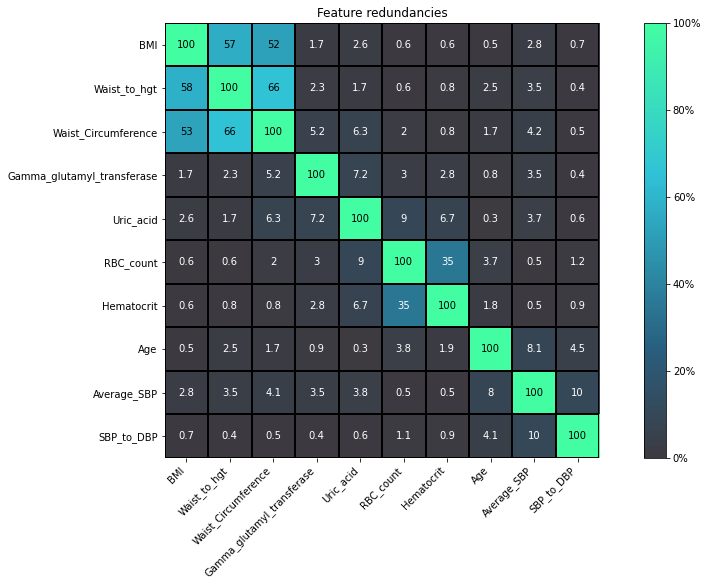 Feature redundancies
BMI 100 57 52 1.7 2.6 0.6 0.6 0.5 2.8 0.7
Waist_to_hgt 58 100 66 2.3 1.7 0.6 0.8 2.5 3.5 0.4
Waist_Circumference 53 66 100 5.2 6.3 2 0.8 1.7 4.2 0.5
Gamma_glutamyl_transferase 1.7 2.3 5.2 100 7.2 3 2.8 0.8 3.5 0.4
Uric_acid 2.6 1.7 6.3 7.2 100 9 6.7 0.3 3.7 0.6
RBC_count 0.6 0.6 2 3 9 100 35 3.7 0.5 1.2
Hematocrit 0.6 0.8 0.8 2.8 6.7 35 100 1.8 0.5 0.9
Age 0.5 2.5 1.7 0.9 0.3 3.8 1.9 100 8.1 4.5
Average_SBP 2.8 3.5 4.1 3.5 3.8 0.5 0.5 8 100 10
SBP_to_DBP 0.7 0.4 0.5 0.4 0.6 1.1 0.9 4.1 10 100
BMI
Waist_to_hgt
Waist_Circumference
Gamma_glutamyl_transferase
Uric_acid
RBC_count
Hematocrit
Age
Average_SBP
SBP_to_DBP
100%
80%
60%
40%
20%
0%